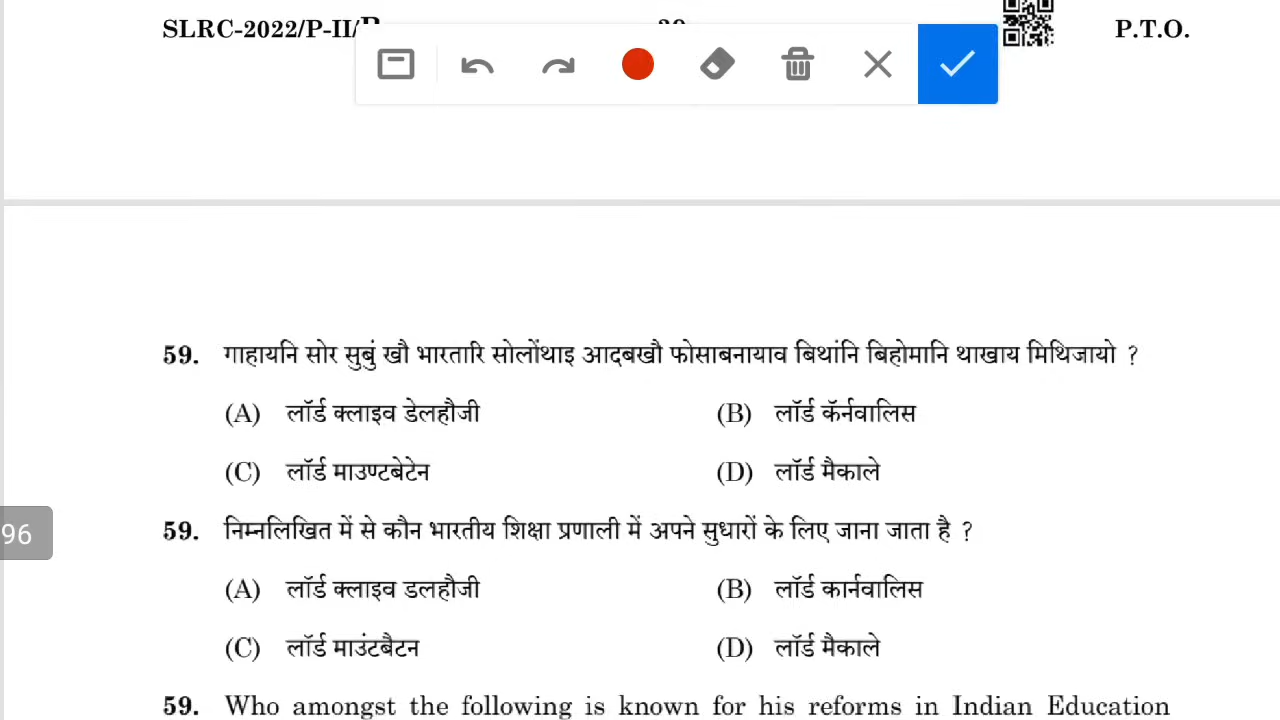 SLRC-2022/P-II/B
P.T.O.
59. गाहायनि सोर सुबुं खौ भारतारि सोलोंथाइ आदबखौ फोसाबनायाव बिथांनि बिहोमानि थाखाय मिथिजायो ?
(A) लॉर्ड क्लाइव डेलहौजी (B) लॉर्ड कॅर्नवालिस
(C) लॉर्ड माउण्टबेटेन (D) लॉर्ड मैकाले
96
59. निम्नलिखित में से कौन भारतीय शिक्षा प्रणाली में अपने सुधारों के लिए जाना जाता है ?
(A) लॉर्ड क्लाइव डलहौजी (B) लॉर्ड कार्नवालिस
(C) लॉर्ड माउंटबैटन (D) लॉर्ड मैकाले
59. Who amongst the following is known for his reforms in Indian Education